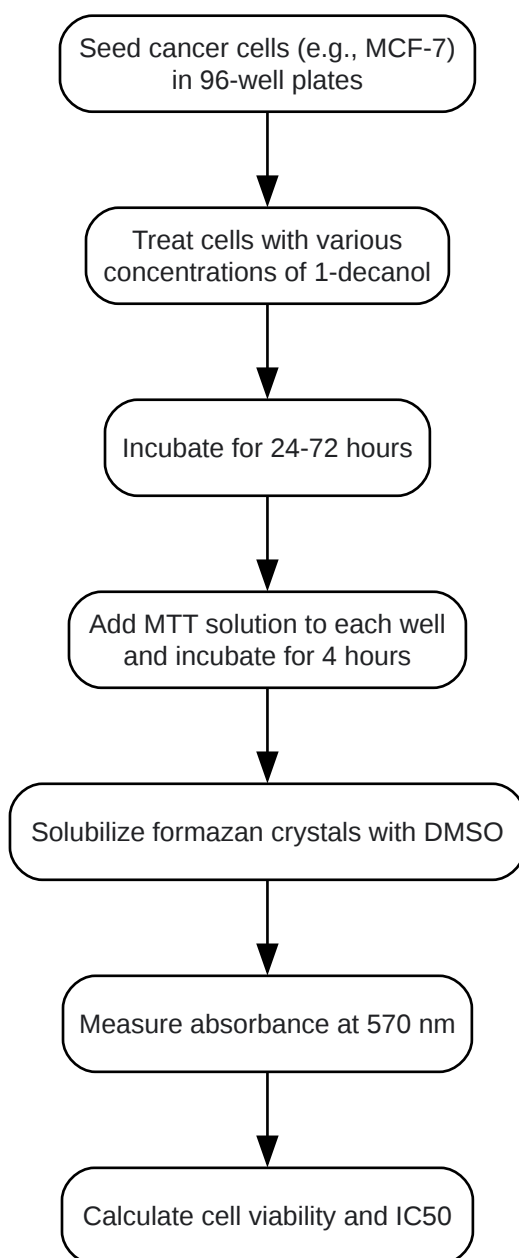 Seed cancer cells (e.g., MCF-7)
in 96-well plates
Treat cells with various
concentrations of 1-decanol
Incubate for 24-72 hours
Add MTT solution to each well
and incubate for 4 hours
Solubilize formazan crystals with DMSO
Measure absorbance at 570 nm
Calculate cell viability and IC50